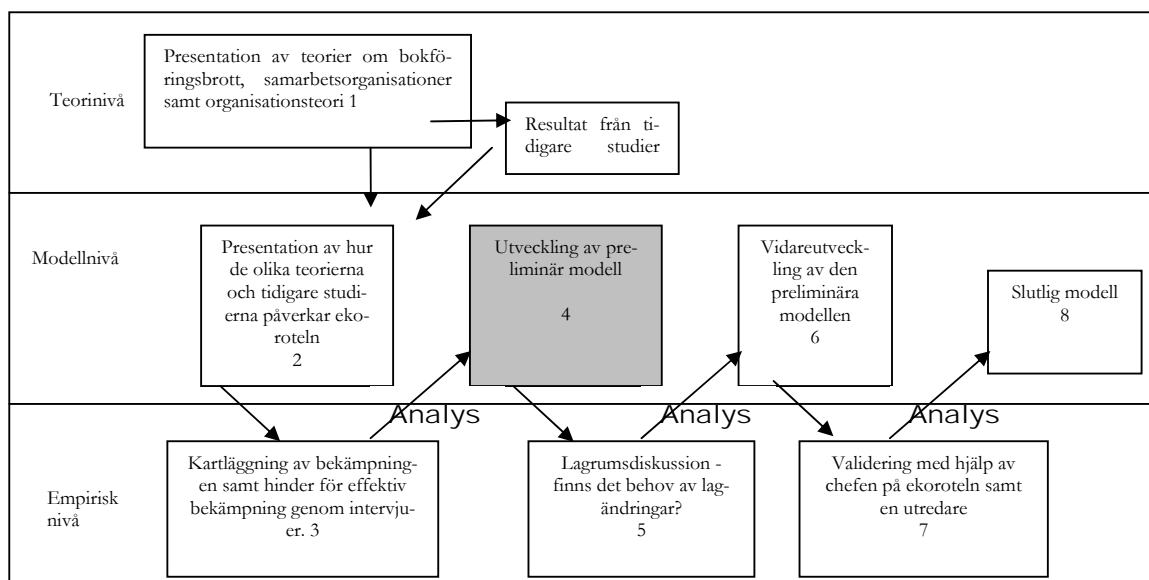 Teorinivå
Presentation av teorier om bokfö-
ringsbrott, samarbetsorganisationer
samt organisationsteori 1
Resultat från ti-
digare studier
Modellnivå
Presentation av hur
de olika teorierna
och tidigare studi-
erna påverkar eko-
roteln
2
Utveckling av pre-
liminär modell
4
Vidareutveck-
ling av den
preliminära
modellen
6
Slutlig modell
8
Analys
Analys
Analys
Empirisk
nivå
Kartläggning av bekämpning-
en samt hinder för effektiv
bekämpning genom intervju-
er. 3
Lagrumsdiskussion -
finns det behov av lag-
ändringar?
5
Validering med hjälp av
chefen på ekoroteln samt
en utredare
7